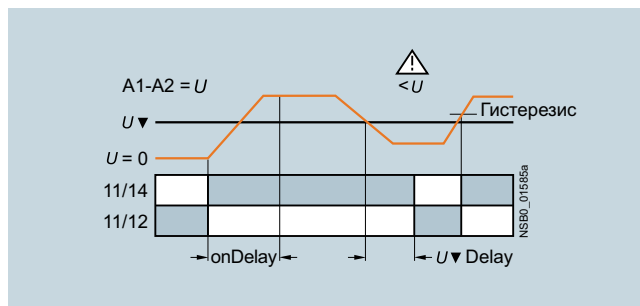 A1-A2 = U
< U
U▼
Гистерезис
U = 0
11/14
11/12
NSB0_01585a
onDelay
U▼ Delay